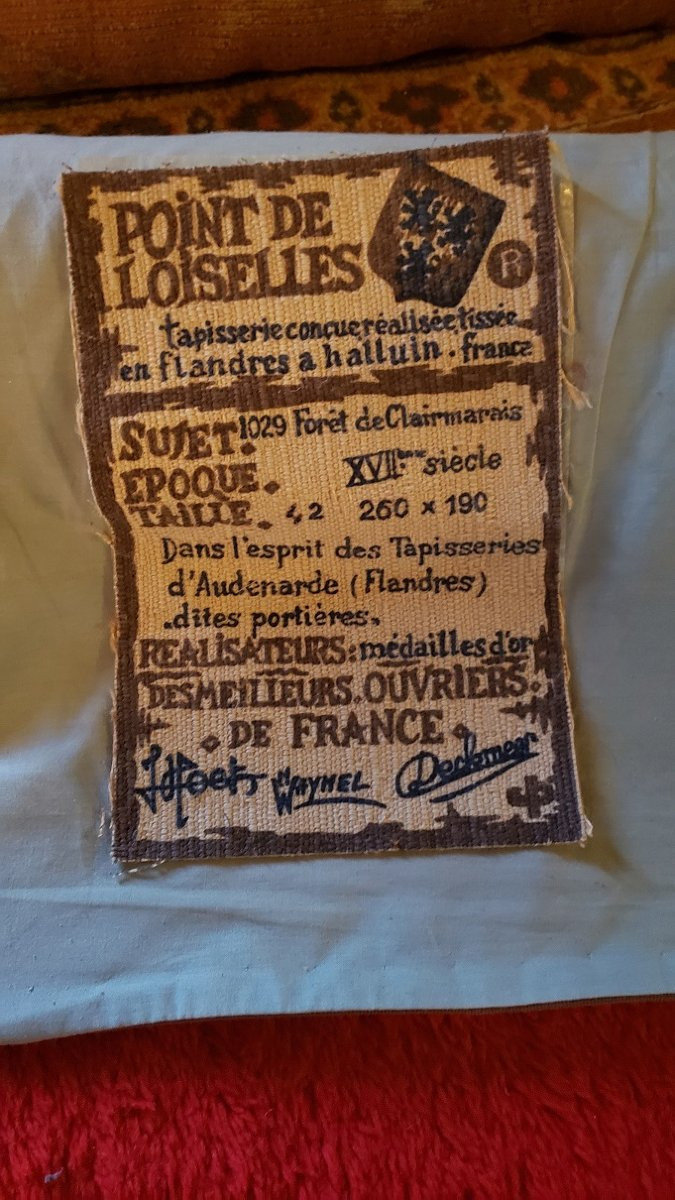 POINT DE
LOISELLES
R
tapisserie conçue réalisée tissée
en flandres a halluin. france
SUJET. 1029 Forêt de Clairmarais
EPOQUE. XVIIème siècle
TAILLE. 42 260 x 190
Dans l'esprit des Tapisseries
d'Audenarde (Flandres)
.dites portières.
REALISATEURS: médailles d'or
DES MEILLEURS. OUVRIERS.
DE FRANCE
WAYNEL